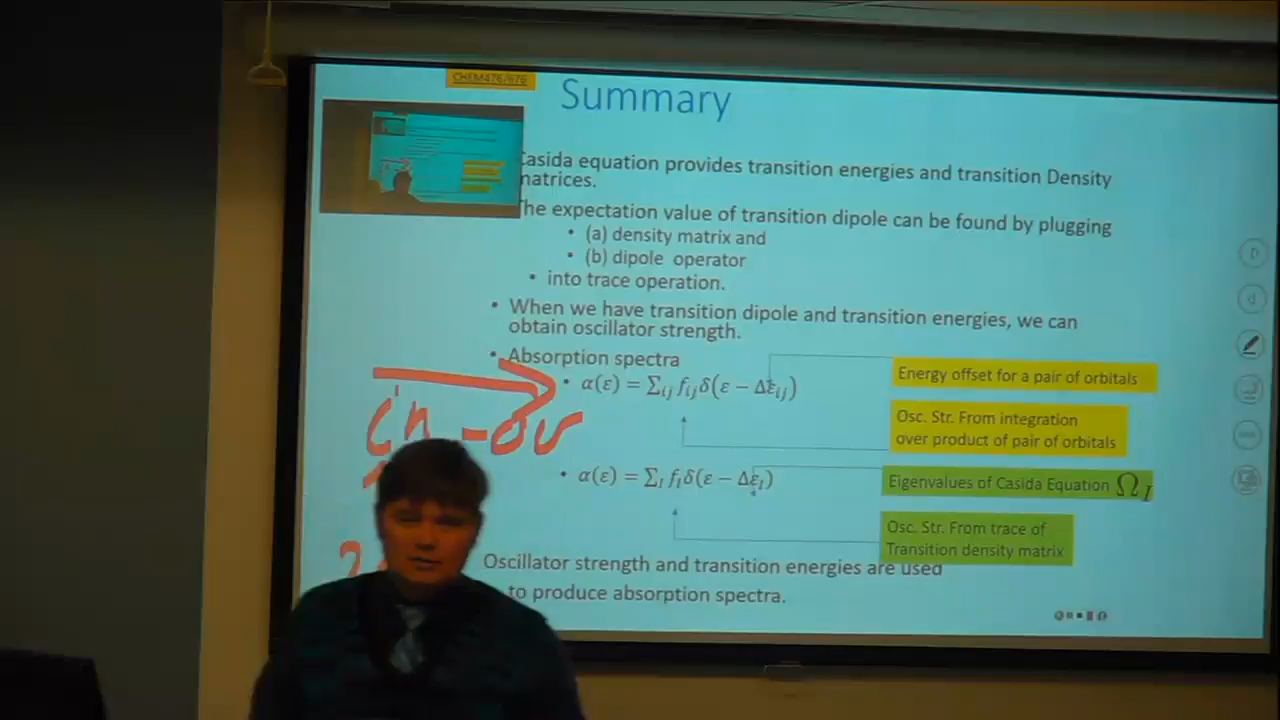 CHEM476/676
Summary
Casida equation provides transition energies and transition Density
matrices.
The expectation value of transition dipole can be found by plugging
• (a) density matrix and
• (b) dipole operator
• into trace operation.
• When we have transition dipole and transition energies, we can
obtain oscillator strength.
• Absorption spectra
• α(ε) = ∑ij fijδ(ε − Δεij)
Energy offset for a pair of orbitals
Osc. Str. From integration
over product of pair of orbitals
• α(ε) = ∑I fIδ(ε − ΔεI)
Eigenvalues of Casida Equation ΩI
Osc. Str. From trace of
Transition density matrix
Oscillator strength and transition energies are used
to produce absorption spectra.